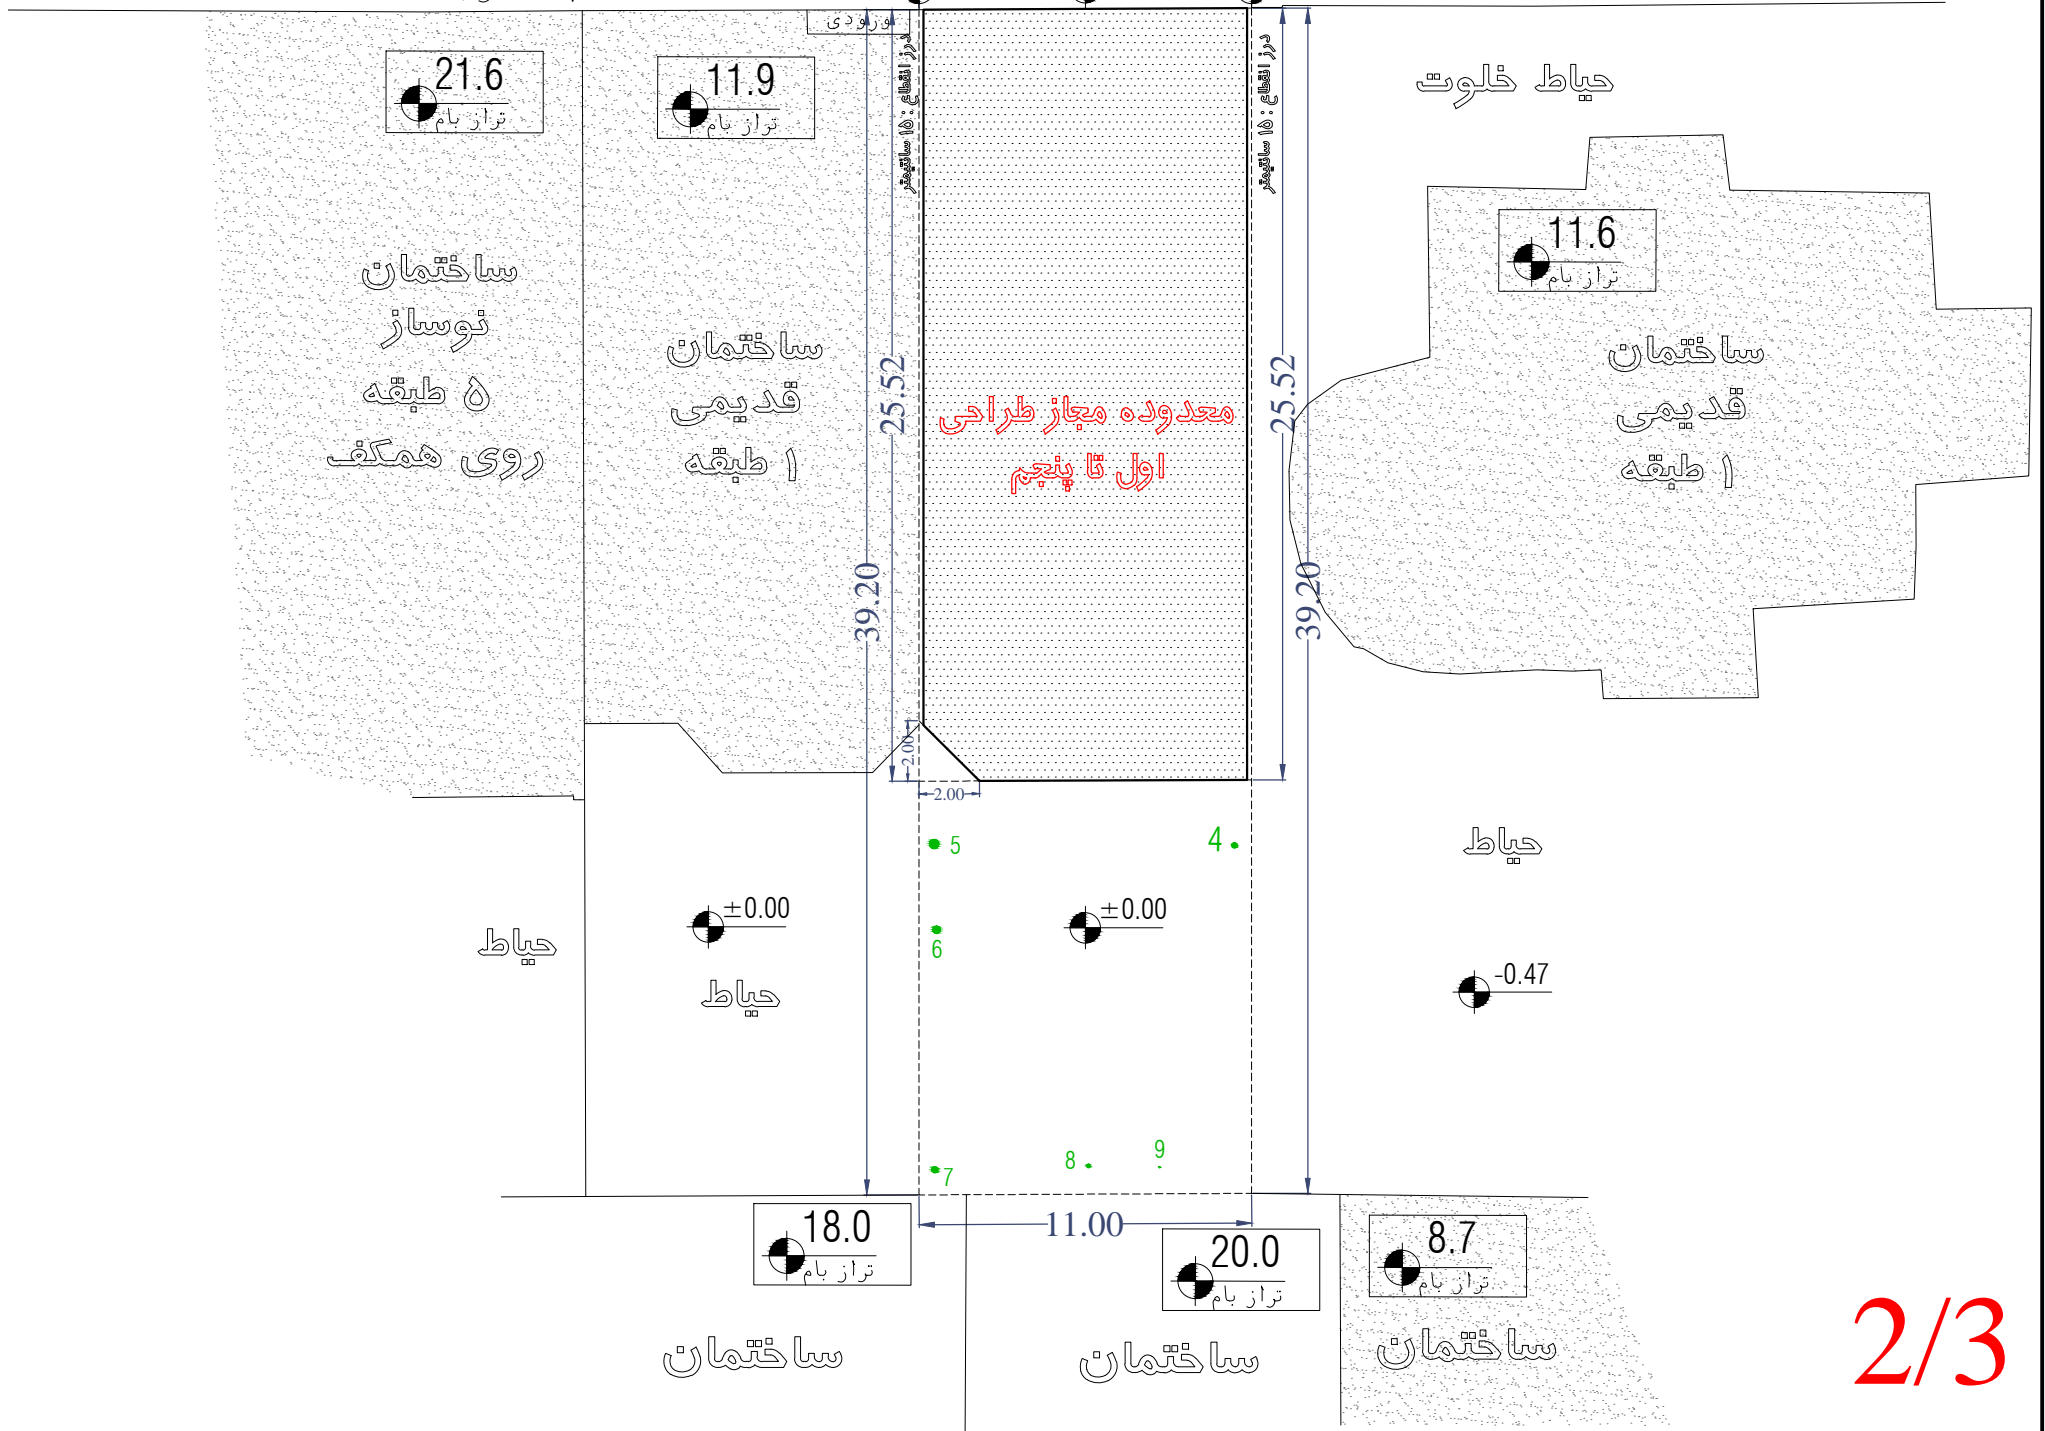 ورودی
21.6
تراز بام
11.9
تراز بام
درز انقطاع : ۱۵ سانتیمتر
درز انقطاع : ۱۵ سانتیمتر
حیاط خلوت
11.6
تراز بام
ساختمان
نوساز
۵ طبقه
روی همکف
ساختمان
قدیمی
۱ طبقه
25.52
39.20
محدوده مجاز طراحی
اول تا پنجم
25.52
39.20
ساختمان
قدیمی
۱ طبقه
2.00
2.00
5
4
6
±0.00
±0.00
حیاط
حیاط
حیاط
-0.47
7
8
9
11.00
18.0
تراز بام
20.0
تراز بام
8.7
تراز بام
ساختمان
ساختمان
ساختمان
2/3